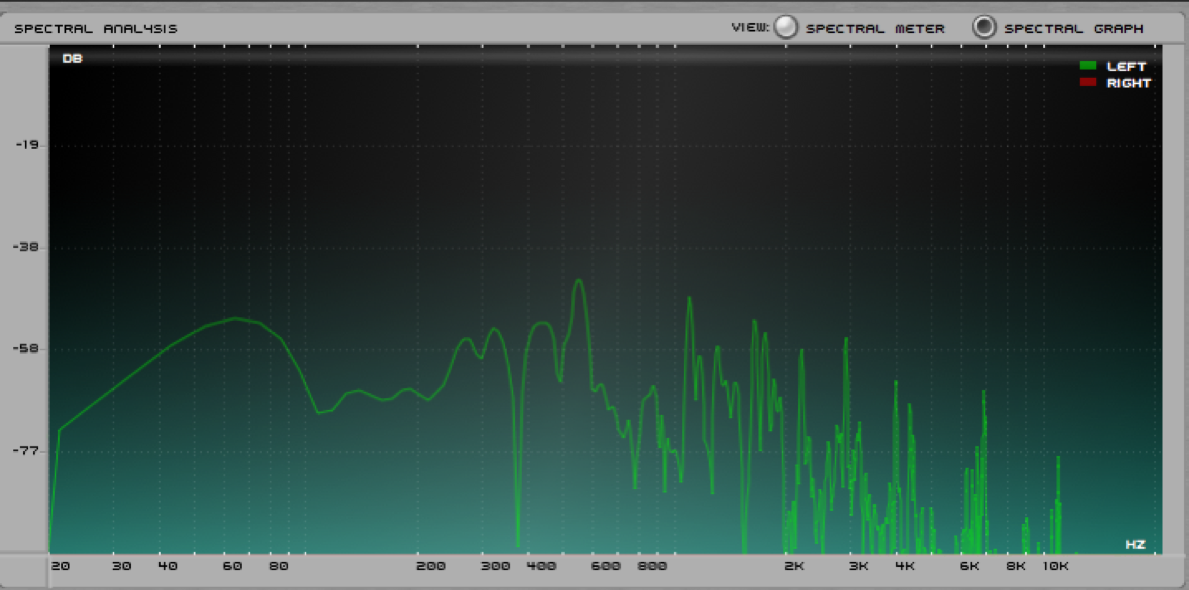 SPECTRAL ANALYSIS VIEW: SPECTRAL METER SPECTRAL GRAPH
DB
LEFT
RIGHT
-19
-38
-58
-77
HZ
20 30 40 60 80 200 300 400 600 800 2K 3K 4K 6K 8K 10K